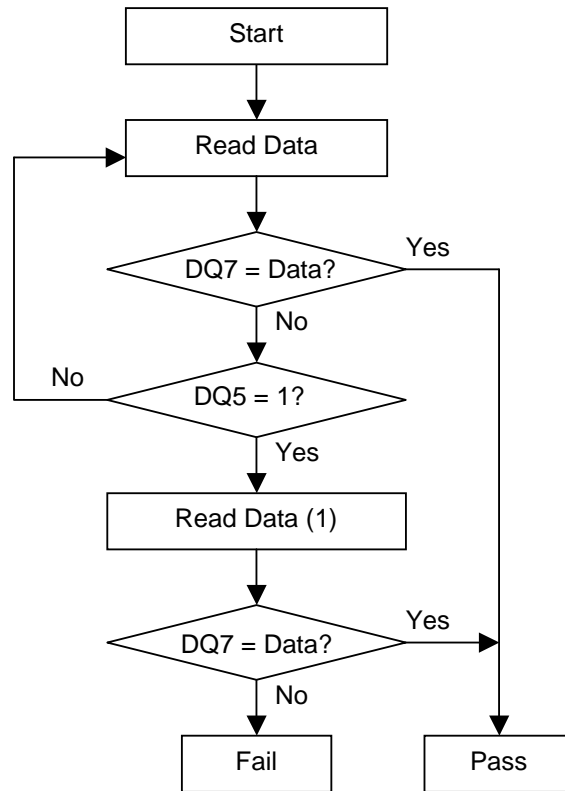 Start
Read Data
Yes
DQ7 = Data?
No
No
DQ5 = 1?
Yes
Read Data (1)
Yes
DQ7 = Data?
No
Fail
Pass